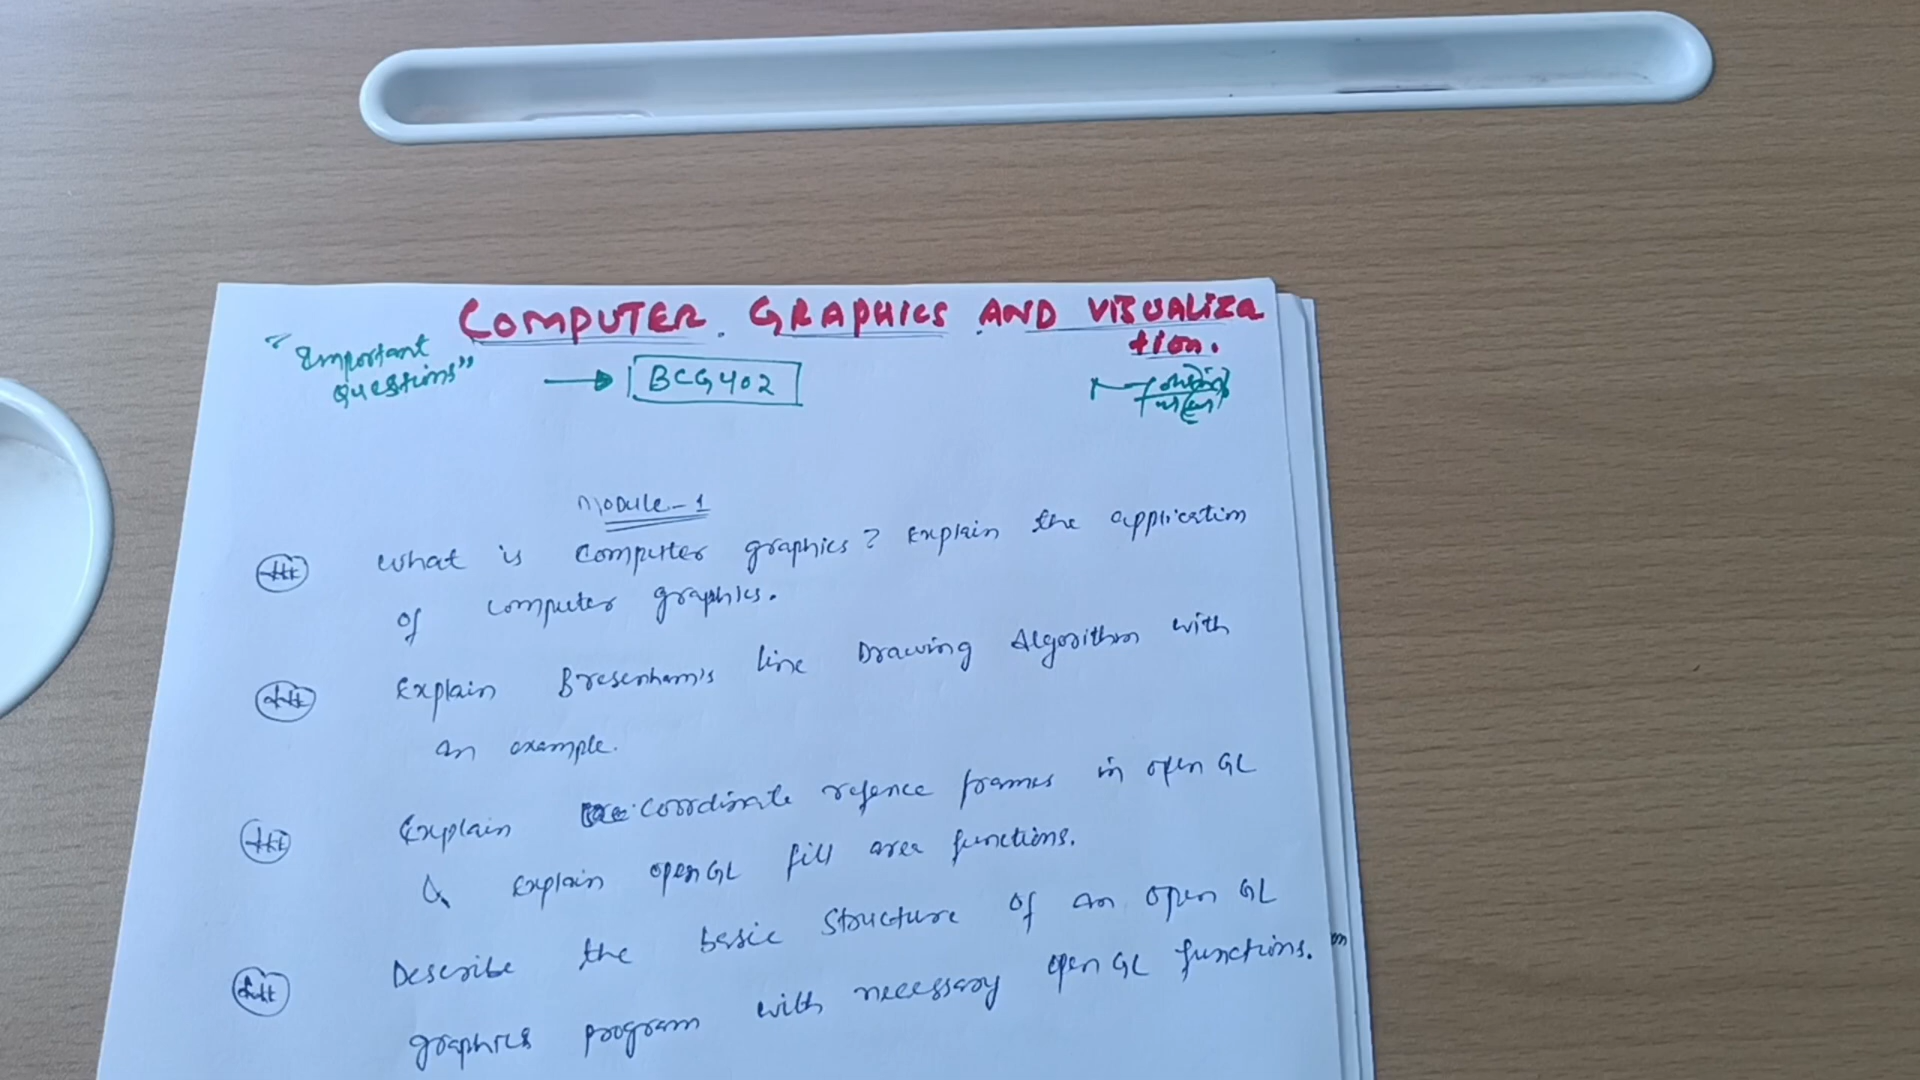 COMPUTER GRAPHICS AND VISUALIZA
tion.
"Important
questions"
BCG402
Module-1
What is computer graphics? Explain the application
of computer graphics.
Explain Bresenham's line Drawing Algorithm with
an example.
Explain coordinate refence frames in open GL
& explain openGL fill area functions.
Describe the basic structure of an open GL
graphics program with necessary open GL functions.